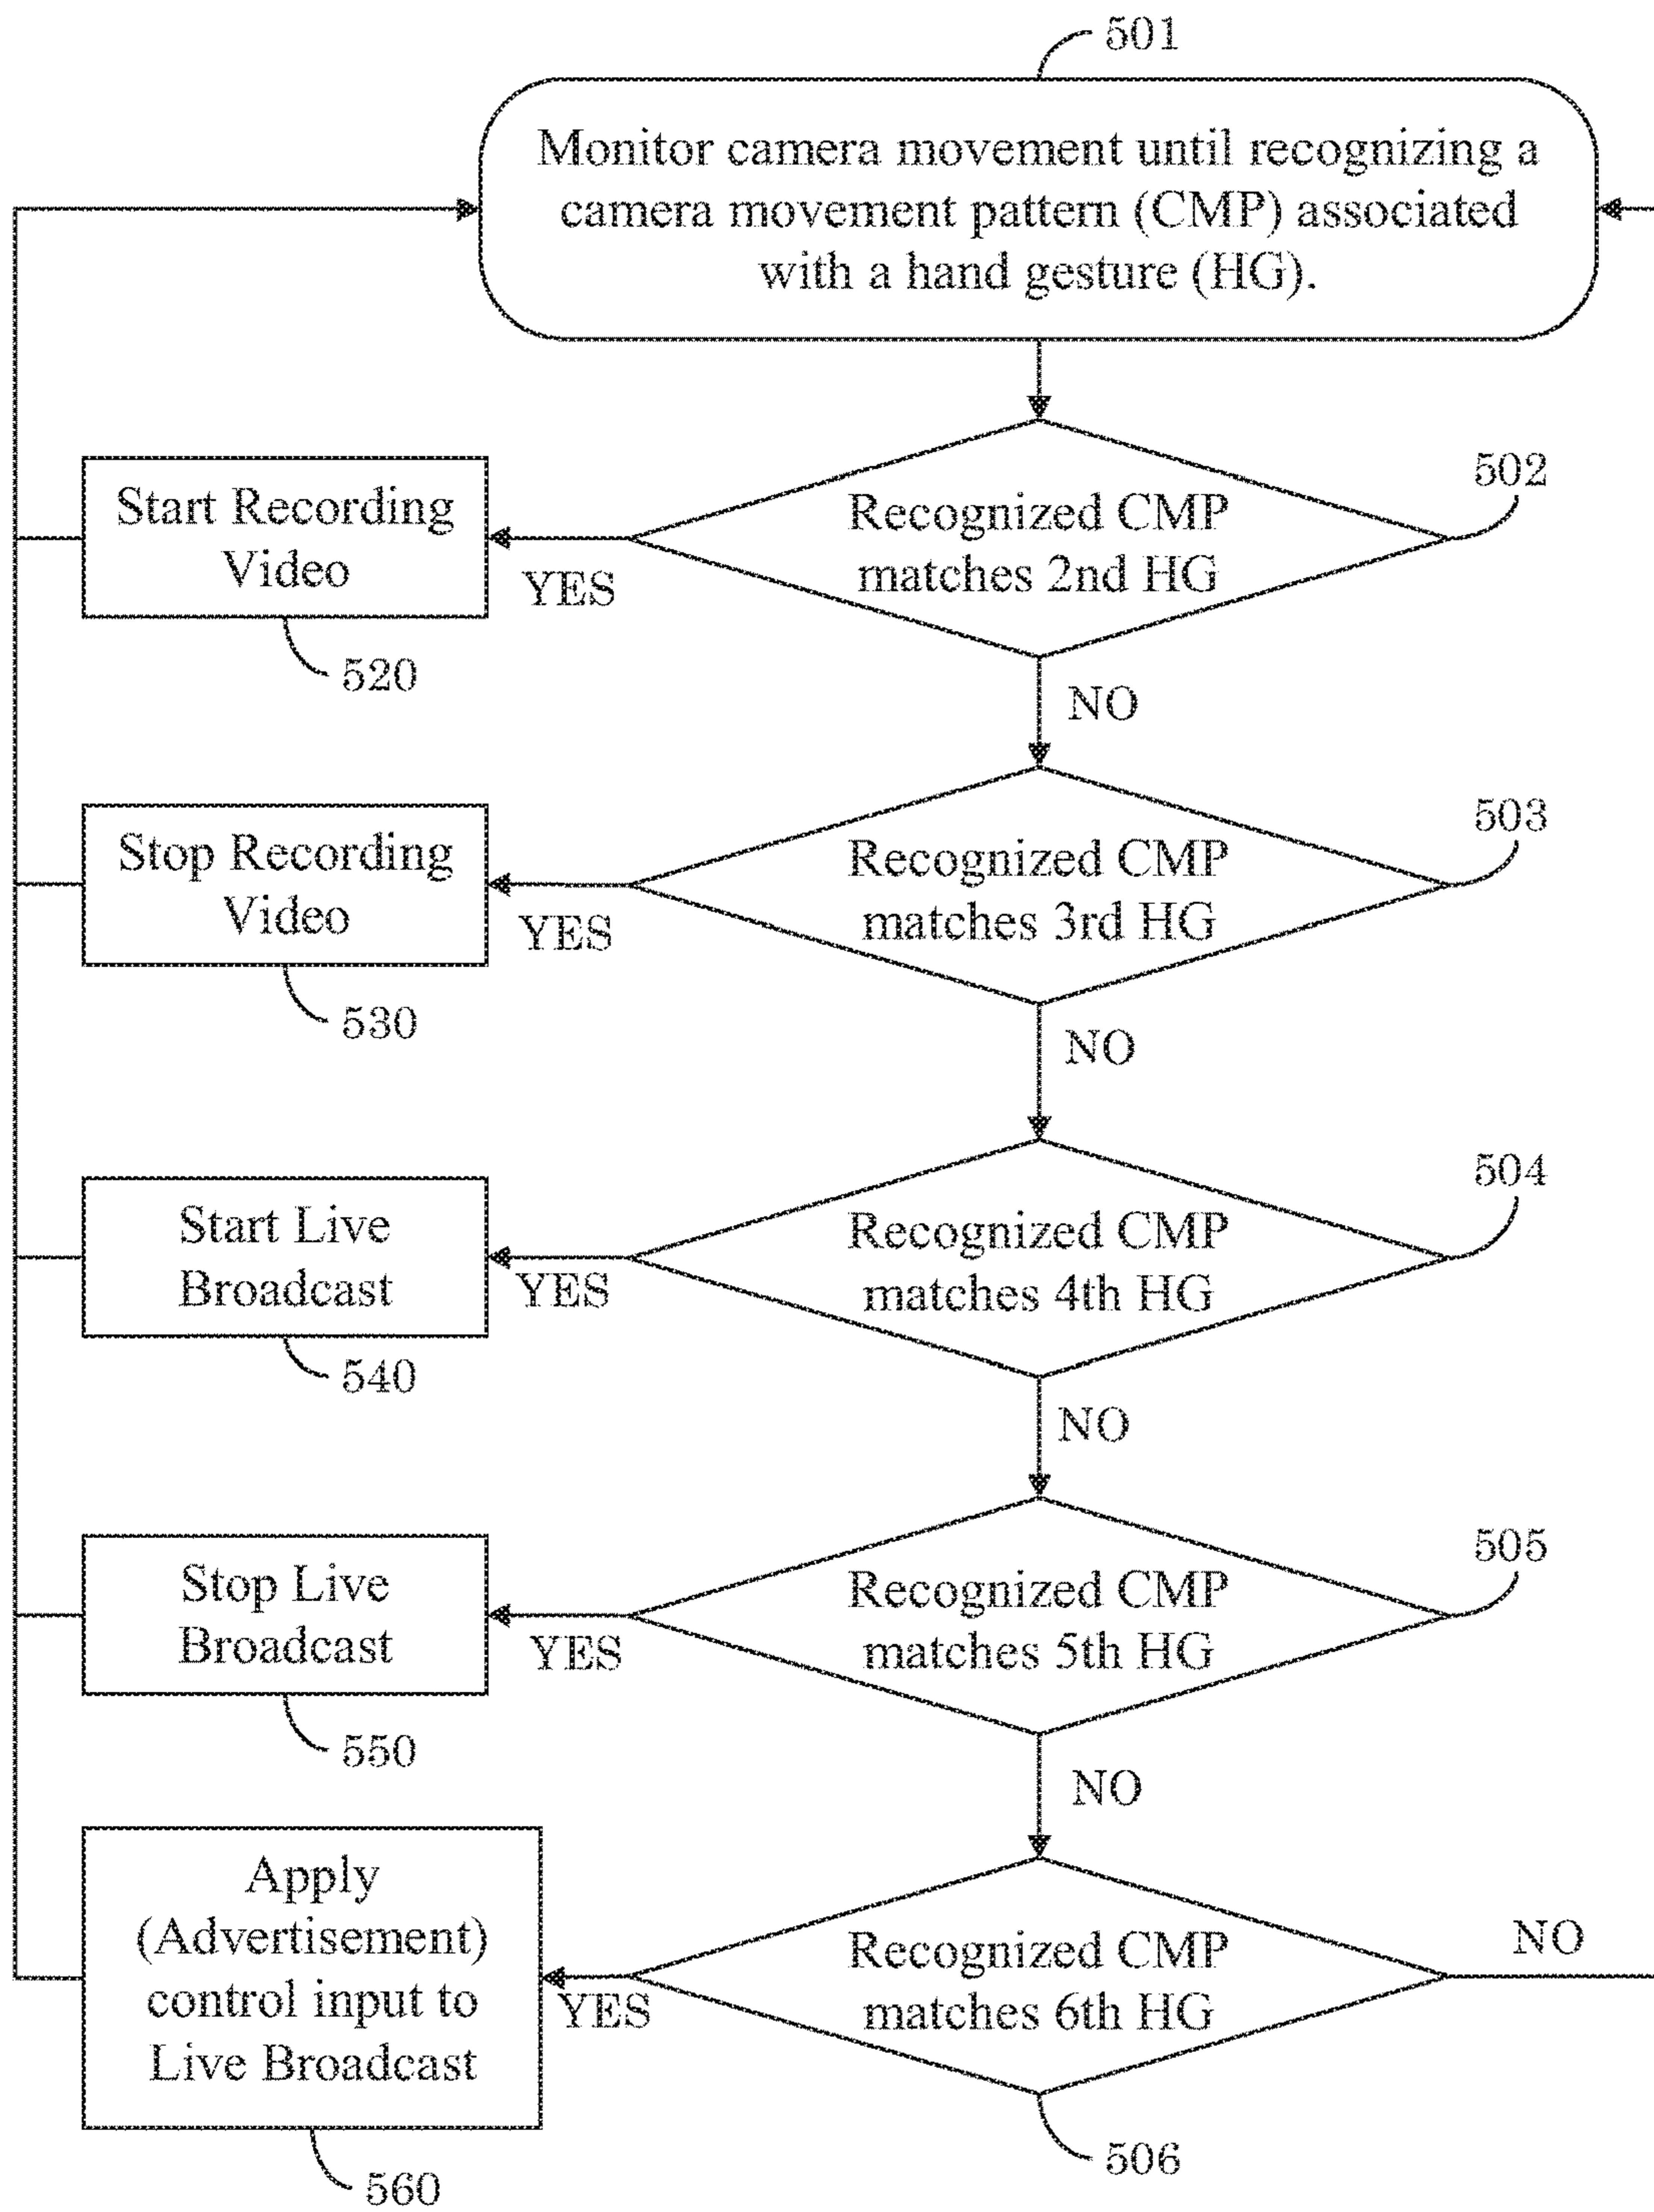 501
Monitor camera movement until recognizing a
camera movement pattern (CMP) associated
with a hand gesture (HG).
502
Recognized CMP
matches 2nd HG
YES
Start Recording
Video
520
NO
503
Recognized CMP
matches 3rd HG
YES
Stop Recording
Video
530
NO
504
Recognized CMP
matches 4th HG
YES
Start Live
Broadcast
540
NO
505
Recognized CMP
matches 5th HG
YES
Stop Live
Broadcast
550
NO
Recognized CMP
matches 6th HG
NO
YES
Apply
(Advertisement)
control input to
Live Broadcast
506
560